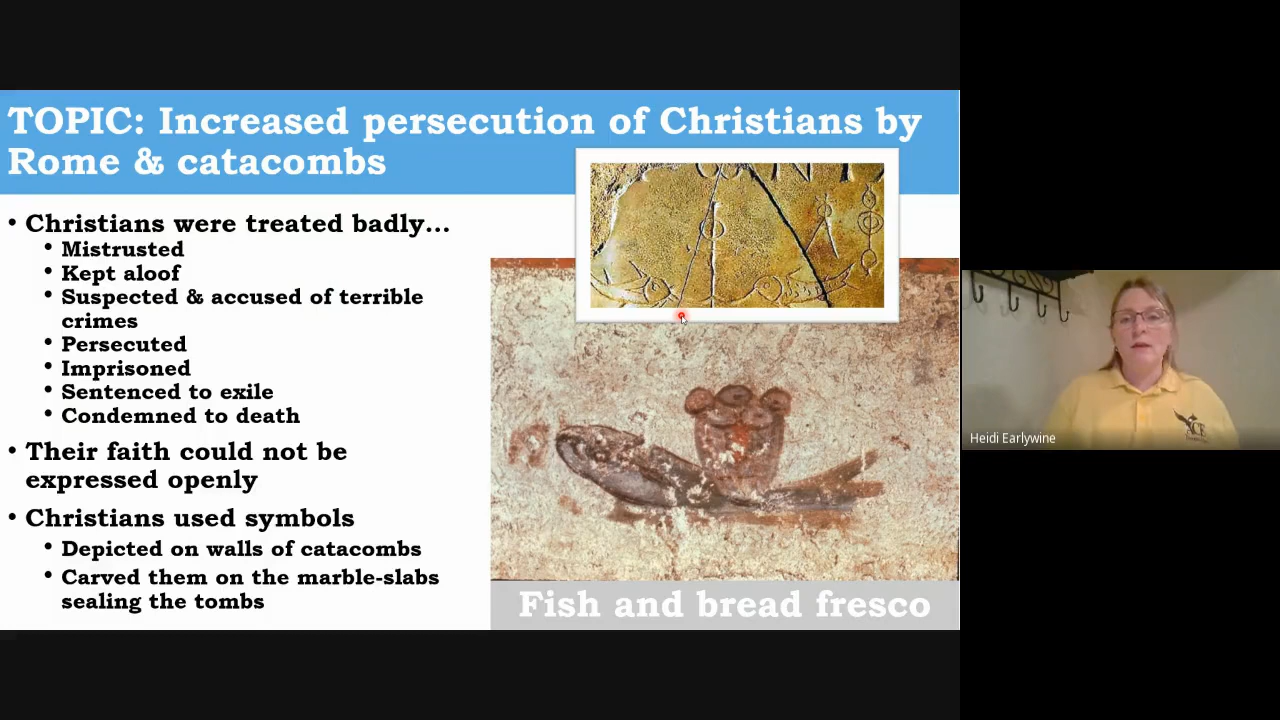 TOPIC: Increased persecution of Christians by
Rome & catacombs
• Christians were treated badly...
• Mistrusted
• Kept aloof
• Suspected & accused of terrible
crimes
• Persecuted
• Imprisoned
• Sentenced to exile
• Condemned to death
• Their faith could not be
expressed openly
• Christians used symbols
• Depicted on walls of catacombs
• Carved them on the marble-slabs
sealing the tombs
Fish and bread fresco
ACE
Heidi Earlywine